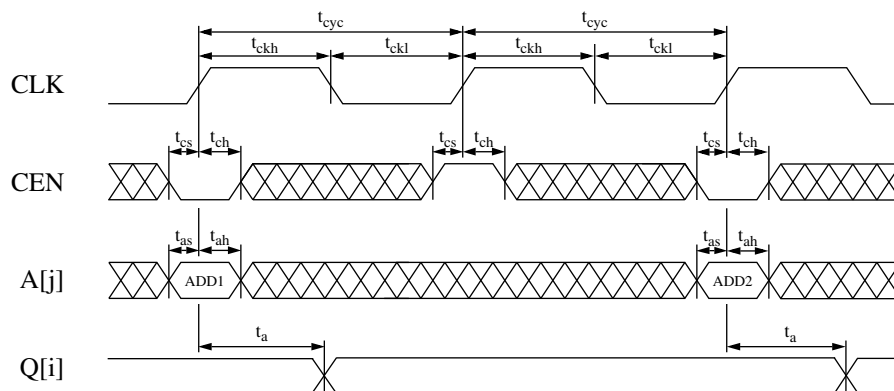 t_cyc t_cyc
t_ckh t_ckl t_ckh t_ckl
CLK
t_cs t_ch t_cs t_ch t_cs t_ch
CEN
t_as t_ah t_as t_ah
A[j] ADD1 ADD2
t_a t_a
Q[i]